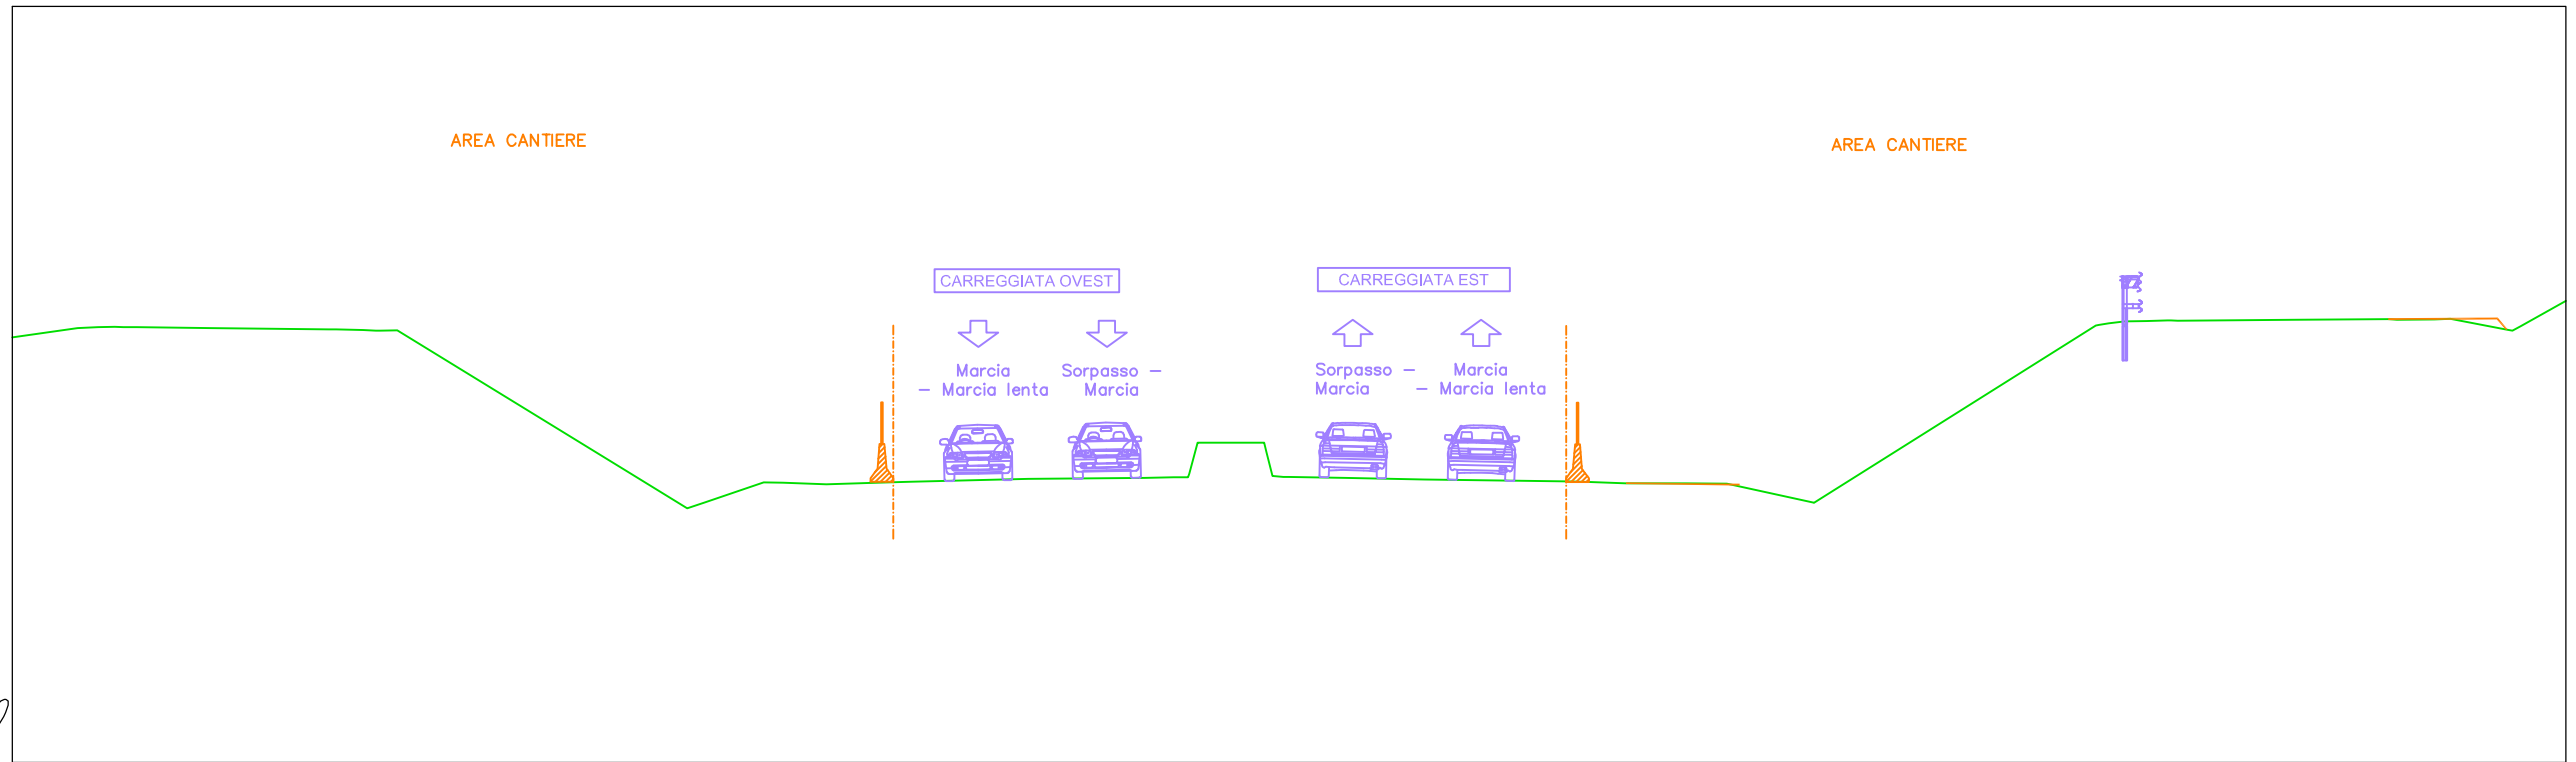 AREA CANTIERE
AREA CANTIERE
CARREGGIATA OVEST
CARREGGIATA EST
Marcia
– Marcia lenta
Sorpasso –
Marcia
Sorpasso –
Marcia
Marcia
– Marcia lenta